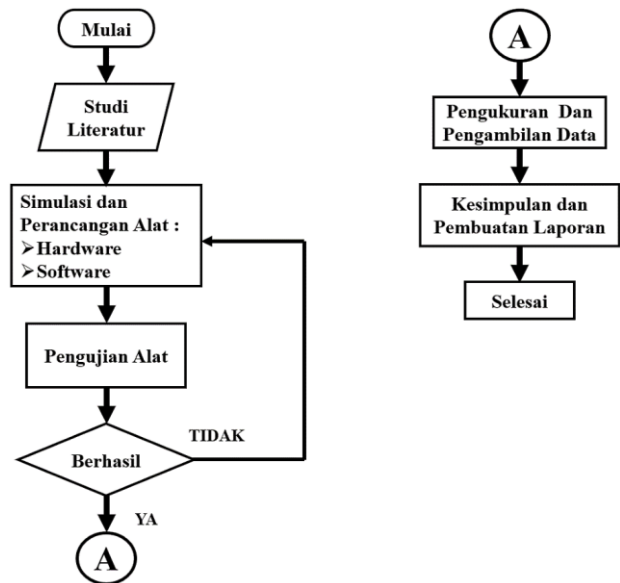 Mulai
Studi
Literatur
Simulasi dan
Perancangan Alat :
➢Hardware
➢Software
Pengujian Alat
Berhasil
TIDAK
YA
A
A
Pengukuran Dan
Pengambilan Data
Kesimpulan dan
Pembuatan Laporan
Selesai